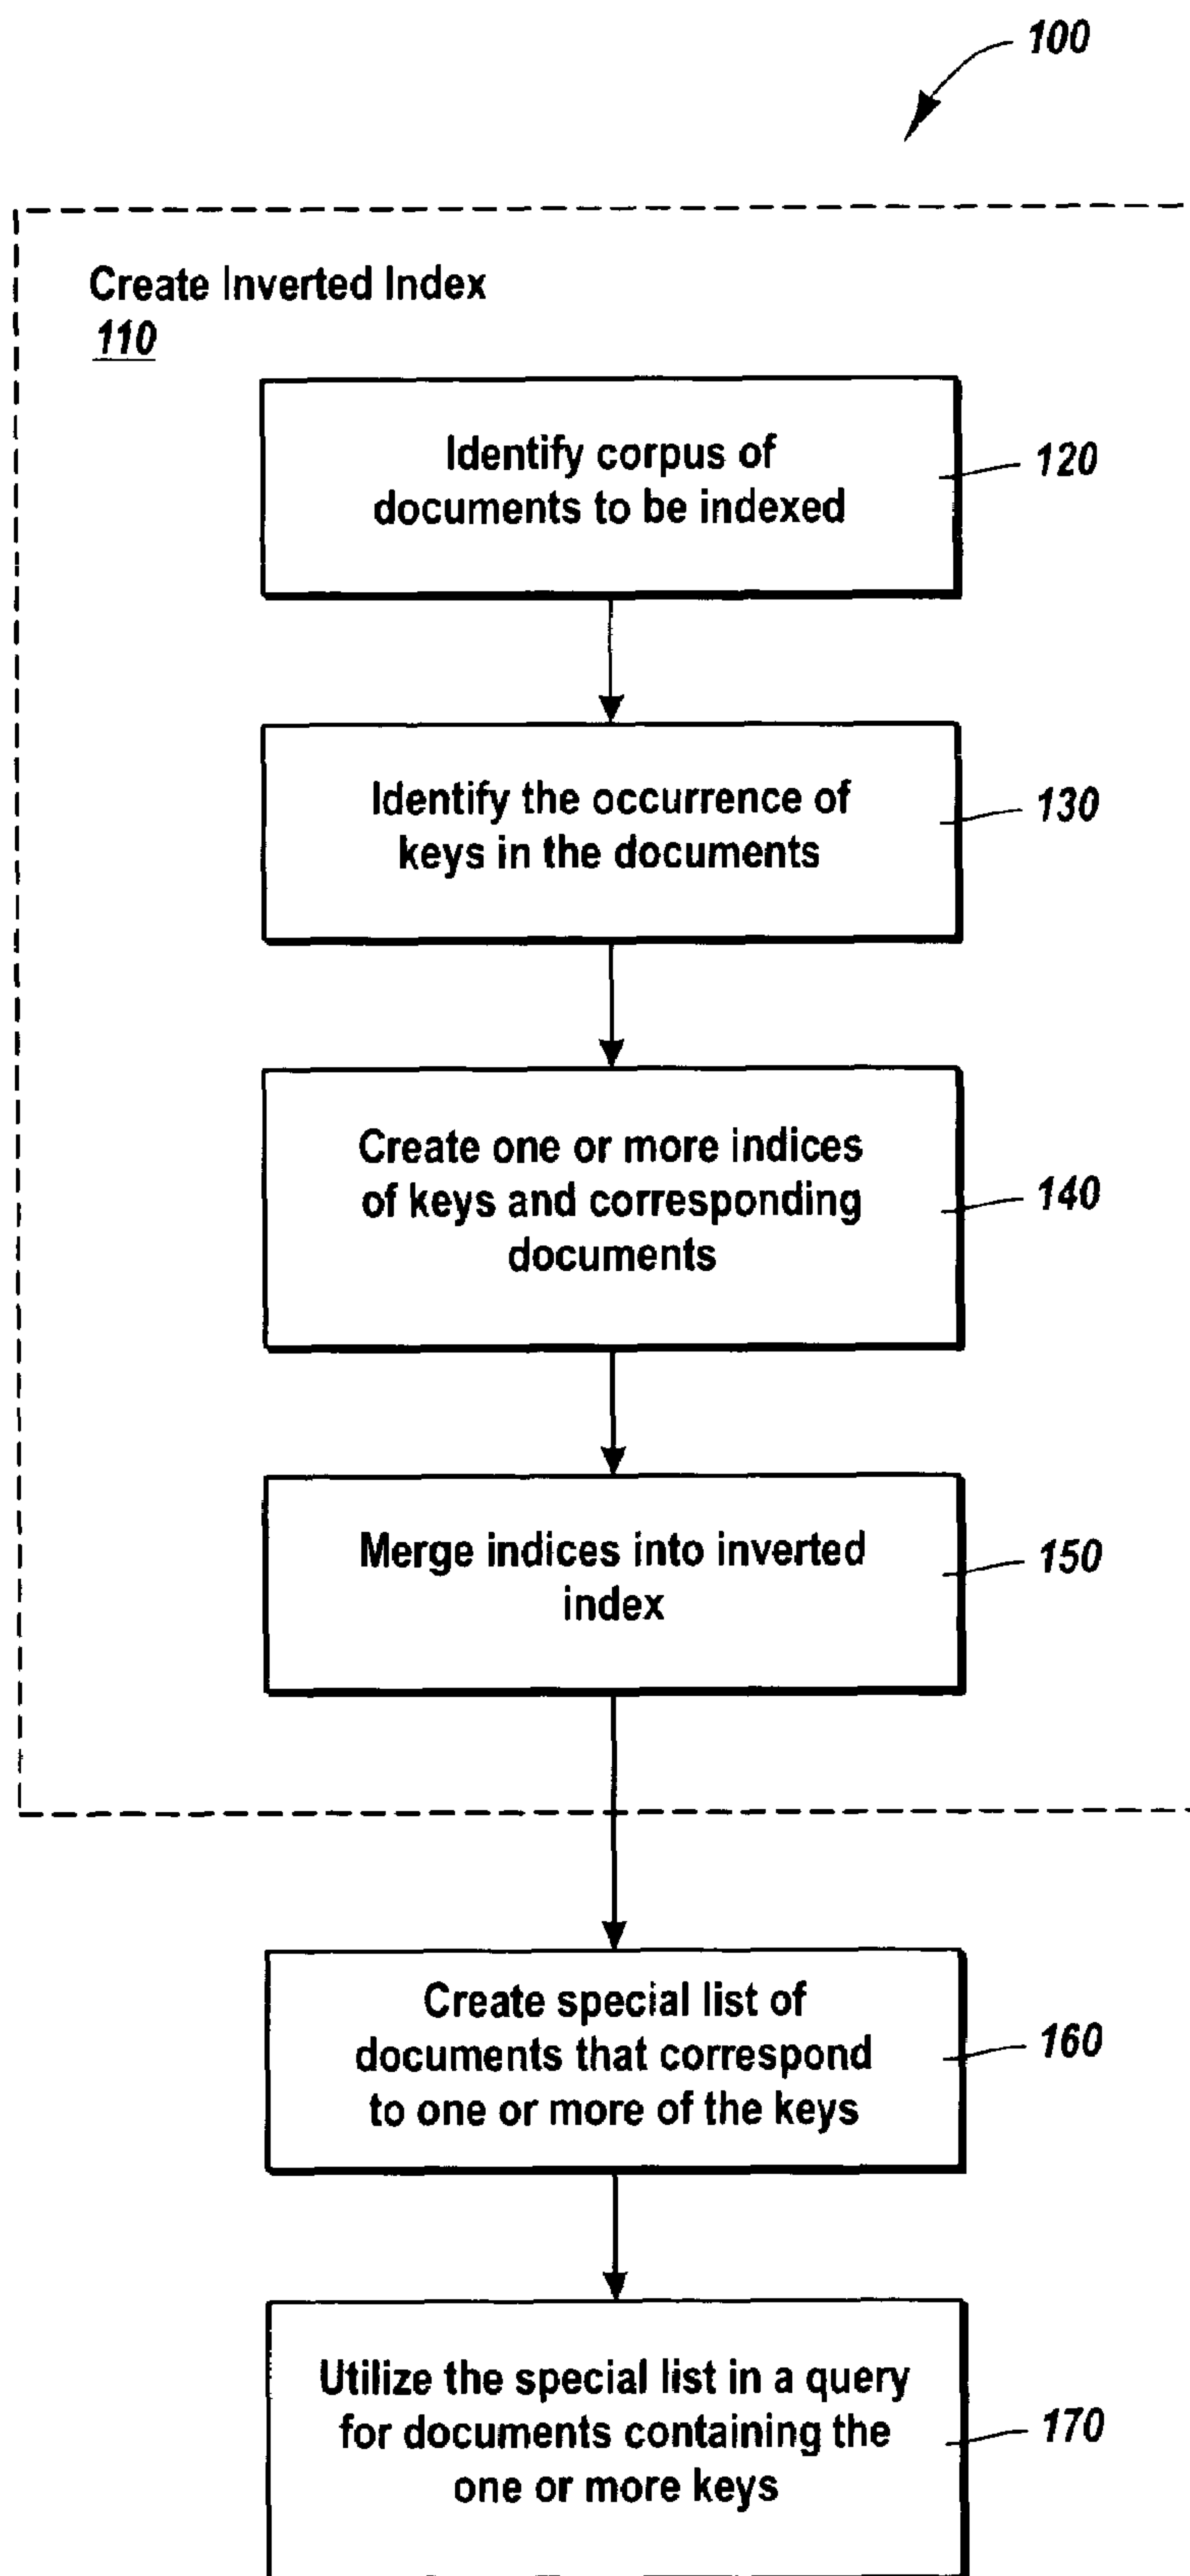 100
Create Inverted Index
110
Identify corpus of
documents to be indexed
120
Identify the occurrence of
keys in the documents
130
Create one or more indices
of keys and corresponding
documents
140
Merge indices into inverted
index
150
Create special list of
documents that correspond
to one or more of the keys
160
Utilize the special list in a query
for documents containing the
one or more keys
170